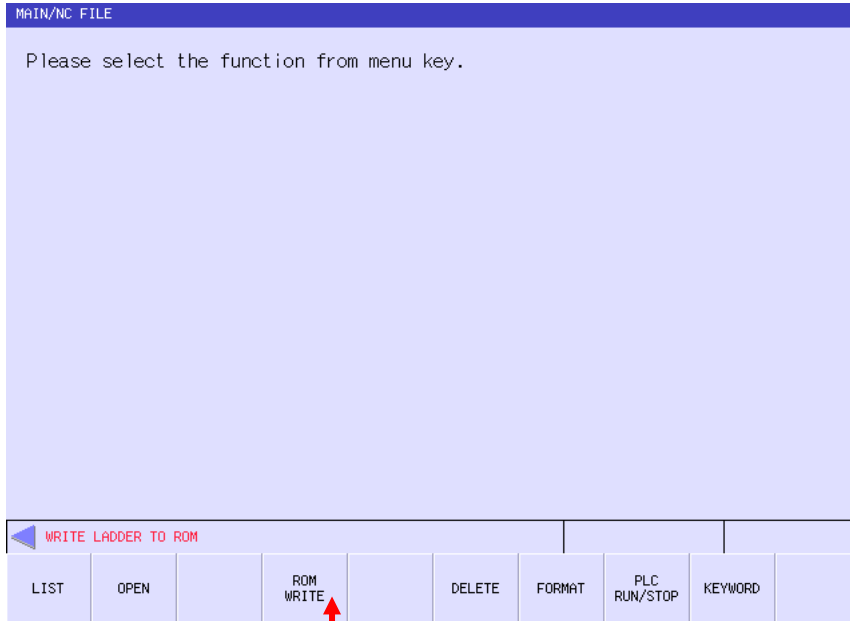 MAIN/NC FILE
Please select the function from menu key.
WRITE LADDER TO ROM
LIST
OPEN
ROM
WRITE
DELETE
FORMAT
PLC
RUN/STOP
KEYWORD